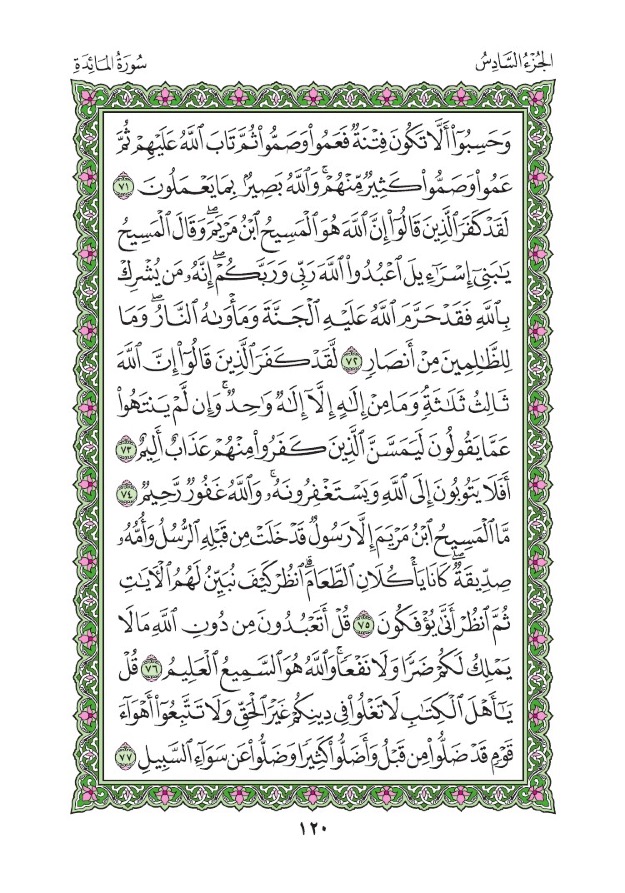 الجُزْءُ السَّادِسُ
سُورَةُ المَائِدَةِ
وَحَسِبُوٓا۟ أَلَّا تَكُونَ فِتْنَةٌ فَعَمُوا۟ وَصَمُّوا۟ ثُمَّ تَابَ ٱللَّهُ عَلَيْهِمْ ثُمَّ
عَمُوا۟ وَصَمُّوا۟ كَثِيرٌ مِّنْهُمْ ۚ وَٱللَّهُ بَصِيرٌۢ بِمَا يَعْمَلُونَ ٧١
لَقَدْ كَفَرَ ٱلَّذِينَ قَالُوٓا۟ إِنَّ ٱللَّهَ هُوَ ٱلْمَسِيحُ ٱبْنُ مَرْيَمَ ۖ وَقَالَ ٱلْمَسِيحُ
يَٰبَنِىٓ إِسْرَٰٓءِيلَ ٱعْبُدُوا۟ ٱللَّهَ رَبِّى وَرَبَّكُمْ ۖ إِنَّهُۥ مَن يُشْرِكْ
بِٱللَّهِ فَقَدْ حَرَّمَ ٱللَّهُ عَلَيْهِ ٱلْجَنَّةَ وَمَأْوَىٰهُ ٱلنَّارُ ۖ وَمَا
لِلظَّٰلِمِينَ مِنْ أَنصَارٍ ٧٢ لَّقَدْ كَفَرَ ٱلَّذِينَ قَالُوٓا۟ إِنَّ ٱللَّهَ
ثَالِثُ ثَلَٰثَةٍ وَمَا مِنْ إِلَٰهٍ إِلَّآ إِلَٰهٌ وَٰحِدٌ ۚ وَإِن لَّمْ يَنتَهُوا۟
عَمَّا يَقُولُونَ لَيَمَسَّنَّ ٱلَّذِينَ كَفَرُوا۟ مِنْهُمْ عَذَابٌ أَلِيمٌ ٧٣
أَفَلَا يَتُوبُونَ إِلَى ٱللَّهِ وَيَسْتَغْفِرُونَهُۥ ۚ وَٱللَّهُ غَفُورٌ رَّحِيمٌ ٧٤
مَّا ٱلْمَسِيحُ ٱبْنُ مَرْيَمَ إِلَّا رَسُولٌ قَدْ خَلَتْ مِن قَبْلِهِ ٱلرُّسُلُ وَأُمُّهُۥ
صِدِّيقَةٌ ۖ كَانَا يَأْكُلَانِ ٱلطَّعَامَ ۗ ٱنظُرْ كَيْفَ نُبَيِّنُ لَهُمُ ٱلْـَٔايَٰتِ
ثُمَّ ٱنظُرْ أَنَّىٰ يُؤْفَكُونَ ٧٥ قُلْ أَتَعْبُدُونَ مِن دُونِ ٱللَّهِ مَا لَا
يَمْلِكُ لَكُمْ ضَرًّا وَلَا نَفْعًا ۚ وَٱللَّهُ هُوَ ٱلسَّمِيعُ ٱلْعَلِيمُ ٧٦ قُلْ
يَٰٓأَهْلَ ٱلْكِتَٰبِ لَا تَغْلُوا۟ فِى دِينِكُمْ غَيْرَ ٱلْحَقِّ وَلَا تَتَّبِعُوٓا۟ أَهْوَآءَ
قَوْمٍ قَدْ ضَلُّوا۟ مِن قَبْلُ وَأَضَلُّوا۟ كَثِيرًا وَضَلُّوا۟ عَن سَوَآءِ ٱلسَّبِيلِ ٧٧
١٢٠